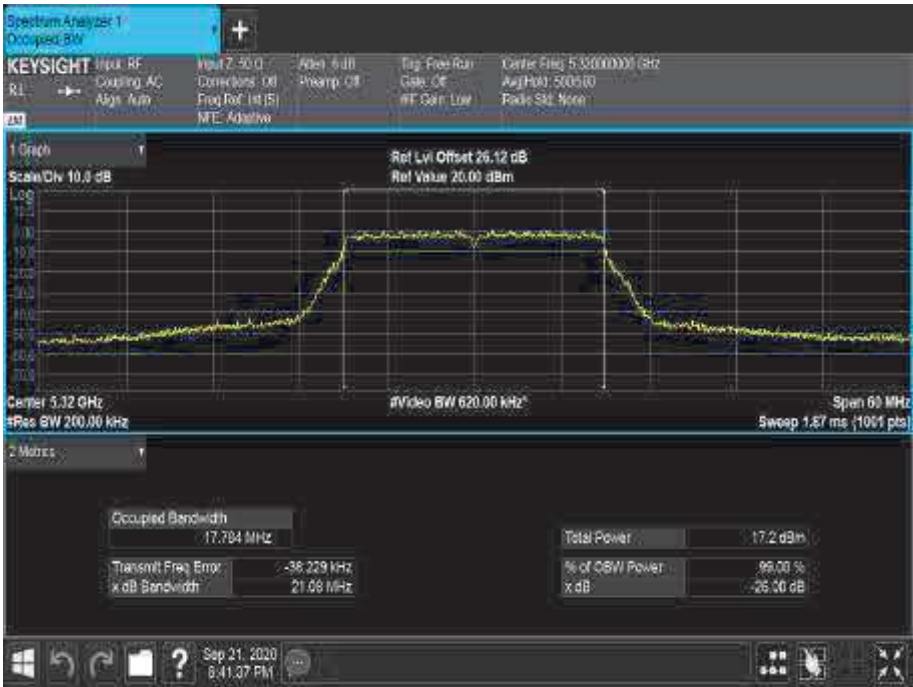 Spectrum Analyzer 1
Occupied BW
+
KEYSIGHT
Input: RF
Coupling: AC
Align: Auto
Input Z: 50 Ω
Corrections: Off
Freq Ref: Int (S)
NFE: Adaptive
Atten: 6 dB
Preamp: Off
Trig: Free Run
Gate: Off
#IF Gain: Low
Center Freq: 5.320000000 GHz
Avg|Hold: 500/500
Radio Std: None
1 Graph
Scale/Div 10.0 dB
Ref Lvl Offset 26.12 dB
Ref Value 20.00 dBm
Log
Center 5.32 GHz
#Res BW 200.00 kHz
#Video BW 620.00 kHz*
Span 60 MHz
Sweep 1.87 ms (1001 pts)
2 Metrics
Occupied Bandwidth
17.784 MHz
Transmit Freq Error
-36.229 kHz
x dB Bandwidth
21.08 MHz
Total Power
17.2 dBm
% of OBW Power
99.00 %
x dB
-26.00 dB
?
Sep 21, 2020
6:41:37 PM